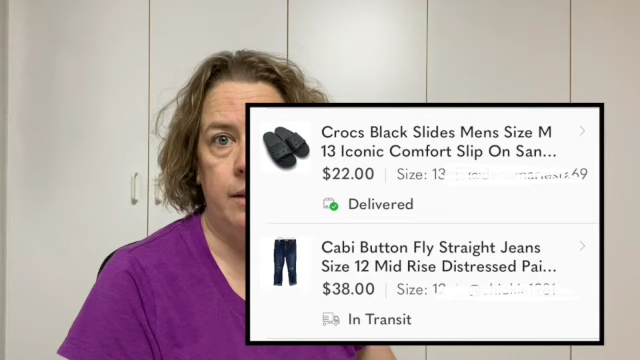 Crocs Black Slides Mens Size M
13 Iconic Comfort Slip On San...
$22.00 | Size: 13
Delivered
Cabi Button Fly Straight Jeans
Size 12 Mid Rise Distressed Pai...
$38.00 | Size: 12
In Transit